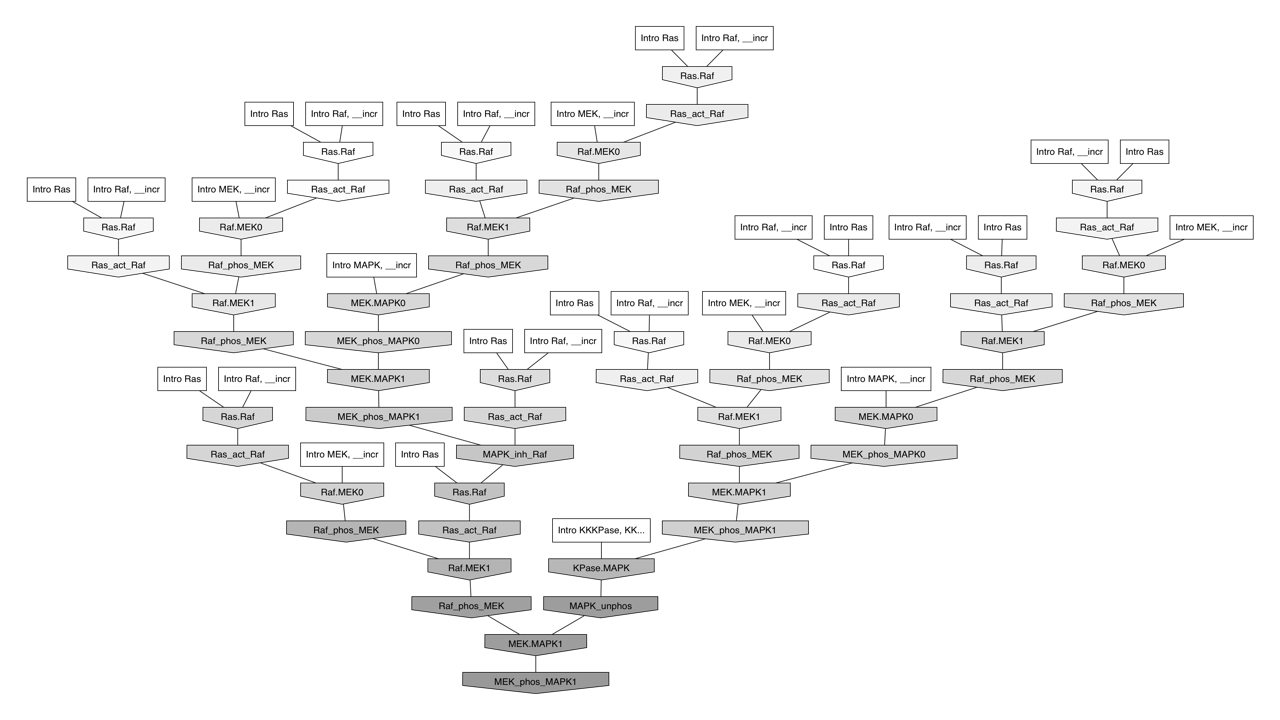 Intro Ras
Intro Raf, __incr
Ras.Raf
Intro Ras
Intro Raf, __incr
Intro Ras
Intro Raf, __incr
Intro MEK, __incr
Ras_act_Raf
Ras.Raf
Ras.Raf
Raf.MEK0
Intro Raf, __incr
Intro Ras
Intro Ras
Intro Raf, __incr
Intro MEK, __incr
Ras_act_Raf
Ras_act_Raf
Raf_phos_MEK
Ras.Raf
Ras.Raf
Raf.MEK0
Raf.MEK1
Intro Raf, __incr
Intro Ras
Intro Raf, __incr
Intro Ras
Ras_act_Raf
Intro MEK, __incr
Ras_act_Raf
Raf_phos_MEK
Intro MAPK, __incr
Raf_phos_MEK
Ras.Raf
Ras.Raf
Raf.MEK0
Raf.MEK1
MEK.MAPK0
Intro Ras
Intro Raf, __incr
Intro MEK, __incr
Ras_act_Raf
Ras_act_Raf
Raf_phos_MEK
Raf_phos_MEK
MEK_phos_MAPK0
Intro Ras
Intro Raf, __incr
Ras.Raf
Raf.MEK0
Raf.MEK1
Intro Ras
Intro Raf, __incr
MEK.MAPK1
Ras.Raf
Ras_act_Raf
Raf_phos_MEK
Intro MAPK, __incr
Raf_phos_MEK
Ras.Raf
MEK_phos_MAPK1
Ras_act_Raf
Raf.MEK1
MEK.MAPK0
Ras_act_Raf
Intro MEK, __incr
Intro Ras
MAPK_inh_Raf
Raf_phos_MEK
MEK_phos_MAPK0
Raf.MEK0
Ras.Raf
MEK.MAPK1
Raf_phos_MEK
Ras_act_Raf
Intro KKKPase, KK...
MEK_phos_MAPK1
Raf.MEK1
KPase.MAPK
Raf_phos_MEK
MAPK_unphos
MEK.MAPK1
MEK_phos_MAPK1